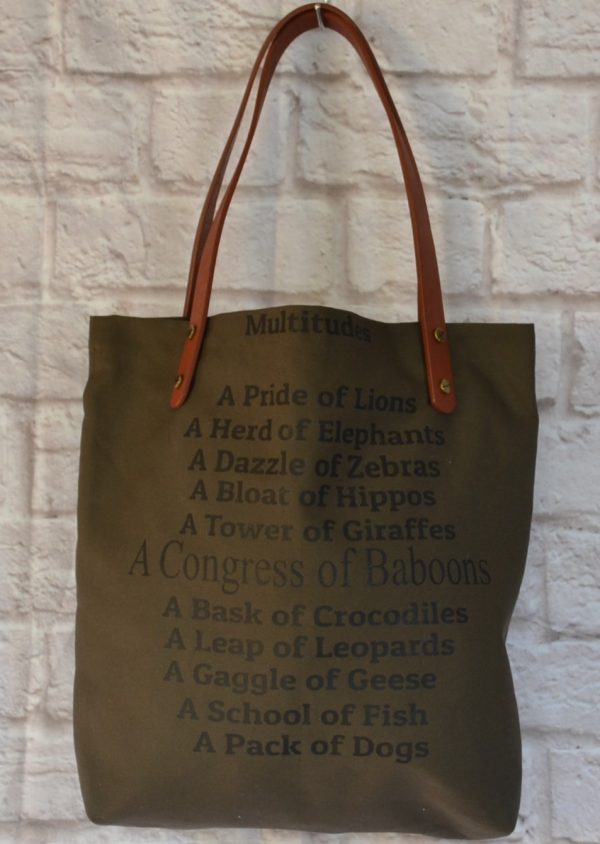 Multitudes
A Pride of Lions
A Herd of Elephants
A Dazzle of Zebras
A Bloat of Hippos
A Tower of Giraffes
A Congress of Baboons
A Bask of Crocodiles
A Leap of Leopards
A Gaggle of Geese
A School of Fish
A Pack of Dogs